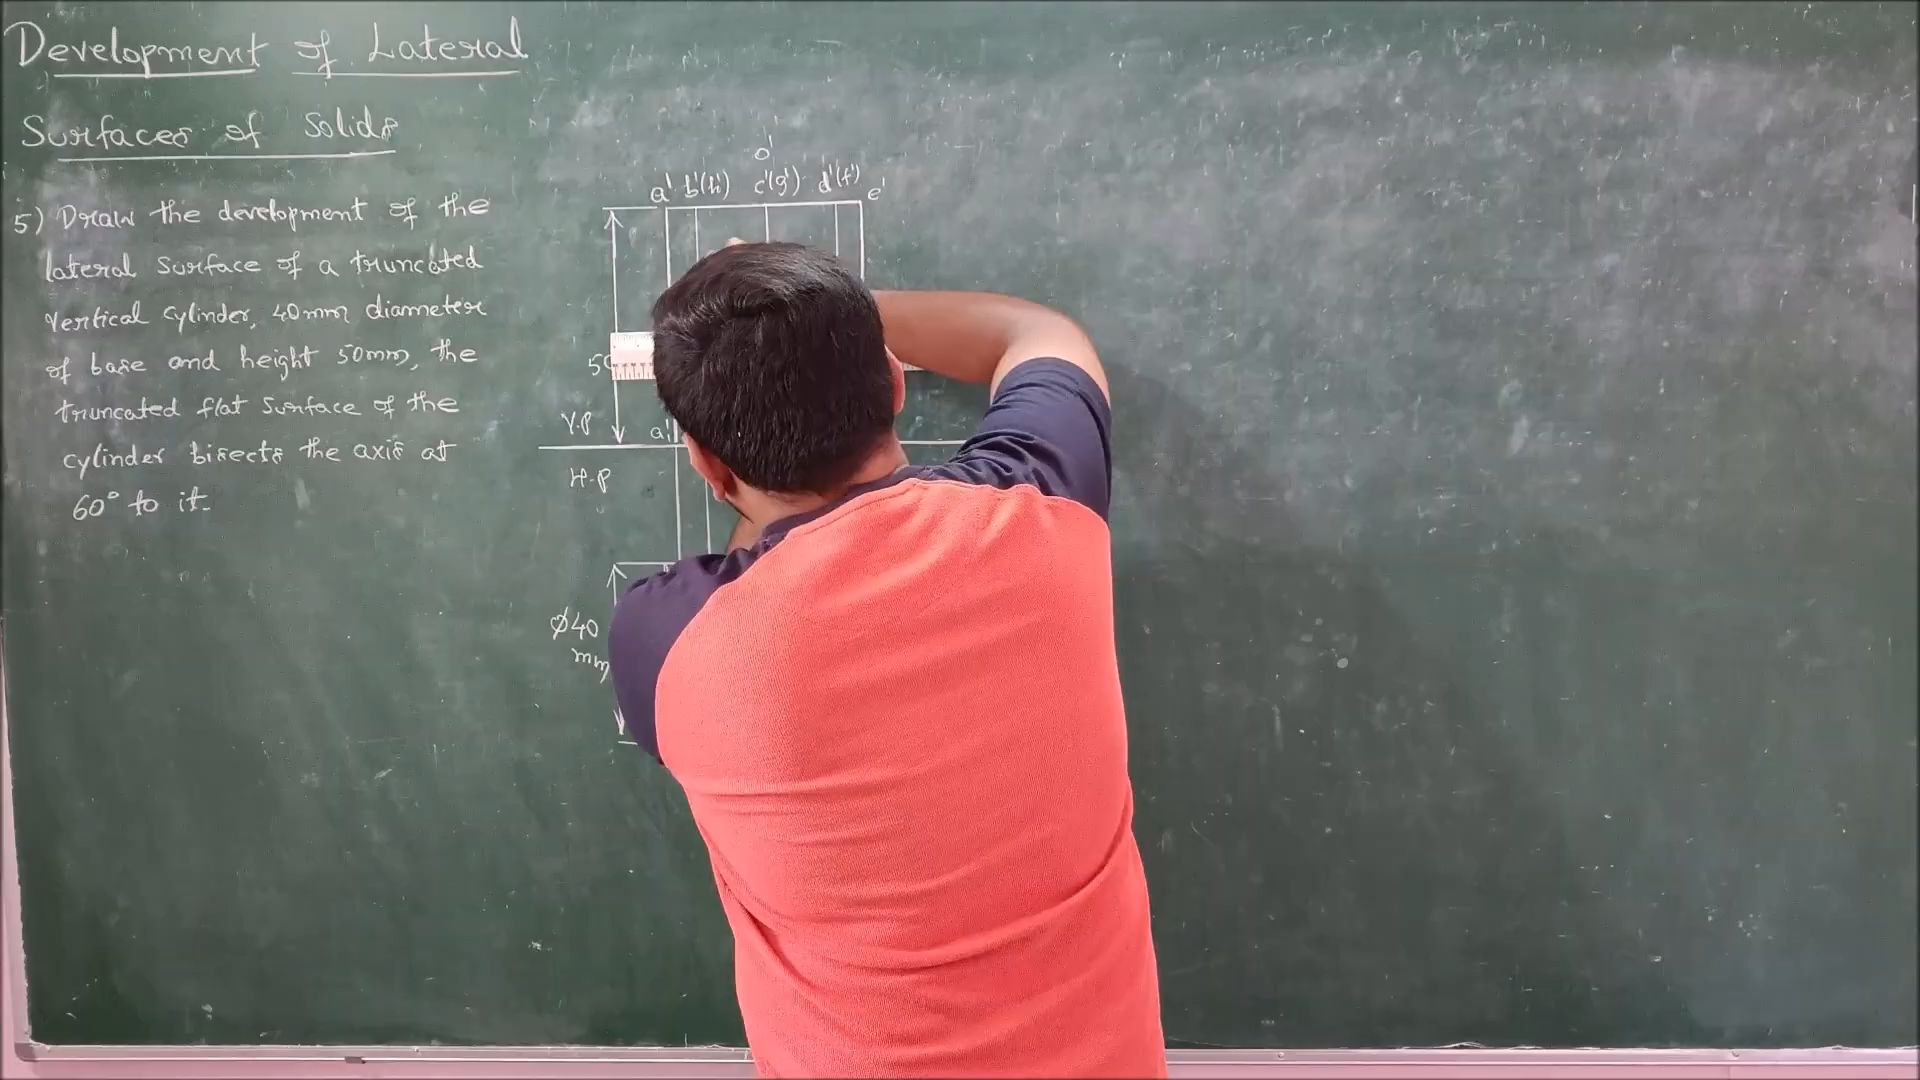 Development of Lateral
Surfaces of Solids
5) Draw the development of the
lateral surface of a truncated
vertical cylinder, 40mm diameter
of base and height 50mm, the
truncated flat surface of the
cylinder bisects the axis at
60° to it.
o'
a' b'(h') c'(g') d'(f') e'
V.P
H.P
Ø40
mm